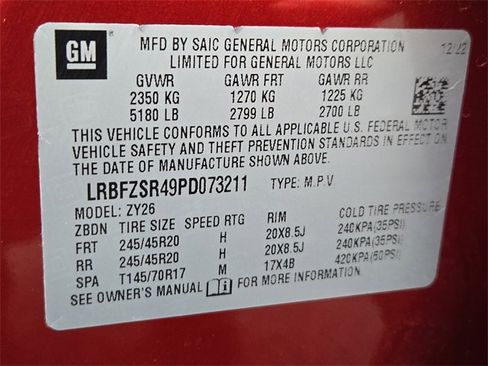 GM
MFD BY SAIC GENERAL MOTORS CORPORATION 12/22
LIMITED FOR GENERAL MOTORS LLC
GVWR GAWR FRT GAWR RR
2350 KG 1270 KG 1225 KG
5180 LB 2799 LB 2700 LB
THIS VEHICLE CONFORMS TO ALL APPLICABLE U.S. FEDERAL MOTOR
VEHICLE SAFETY AND THEFT PREVENTION STANDARDS IN EFFECT ON
THE DATE OF MANUFACTURE SHOWN ABOVE.
LRBFZSR49PD073211 TYPE: M.P.V
MODEL: ZY26
ZBDN TIRE SIZE SPEED RTG RIM COLD TIRE PRESSURE
FRT 245/45R20 H 20X8.5J 240KPA(35PSI)
RR 245/45R20 H 20X8.5J 240KPA(35PSI)
SPA T145/70R17 M 17X4B 420KPA(60PSI)
SEE OWNER'S MANUAL FOR MORE INFORMATION.